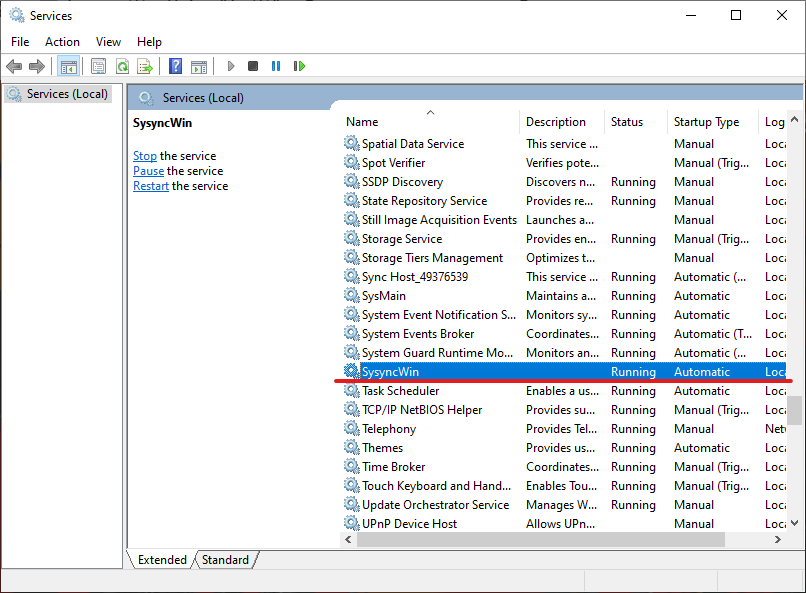 Services
File Action View Help
Services (Local)
Services (Local)
SysyncWin
Stop the service
Pause the service
Restart the service
Name Description Status Startup Type Log
Spatial Data Service This service ... Manual Loca
Spot Verifier Verifies pote... Manual (Trig... Loca
SSDP Discovery Discovers n... Running Manual Loca
State Repository Service Provides re... Running Manual Loca
Still Image Acquisition Events Launches a... Manual Loca
Storage Service Provides en... Running Manual (Trig... Loca
Storage Tiers Management Optimizes t... Manual Loca
Sync Host_49376539 This service ... Running Automatic (... Loca
SysMain Maintains a... Running Automatic Loca
System Event Notification S... Monitors sy... Running Automatic Loca
System Events Broker Coordinates... Running Automatic (T... Loca
System Guard Runtime Mo... Monitors an... Running Automatic (... Loca
SysyncWin Running Automatic Loca
Task Scheduler Enables a us... Running Automatic Loca
TCP/IP NetBIOS Helper Provides su... Running Manual (Trig... Loca
Telephony Provides Tel... Running Manual Netv
Themes Provides us... Running Automatic Loca
Time Broker Coordinates... Running Manual (Trig... Loca
Touch Keyboard and Hand... Enables Tou... Running Manual (Trig... Loca
Update Orchestrator Service Manages W... Running Manual Loca
UPnP Device Host Allows UPn... Manual Loca
Extended Standard